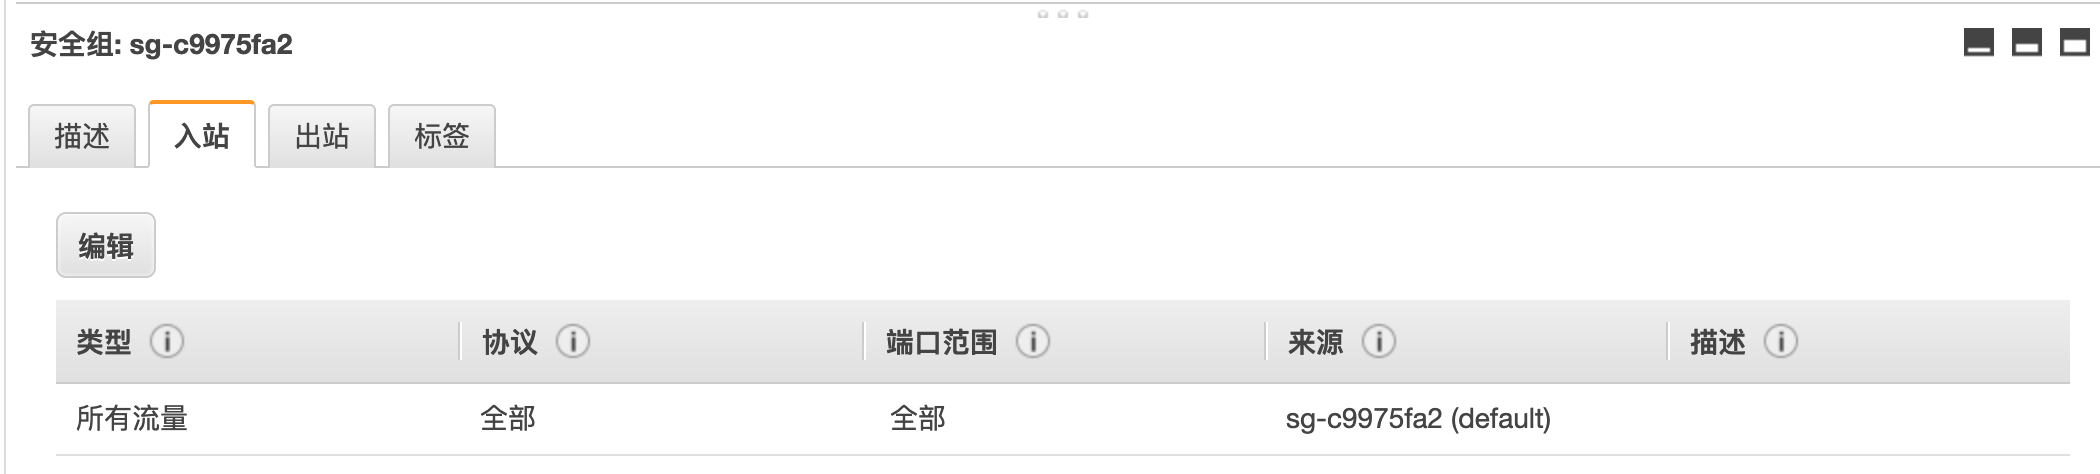 安全组: sg-c9975fa2
描述 入站 出站 标签
编辑
类型 协议 端口范围 来源 描述
所有流量 全部 全部 sg-c9975fa2 (default)